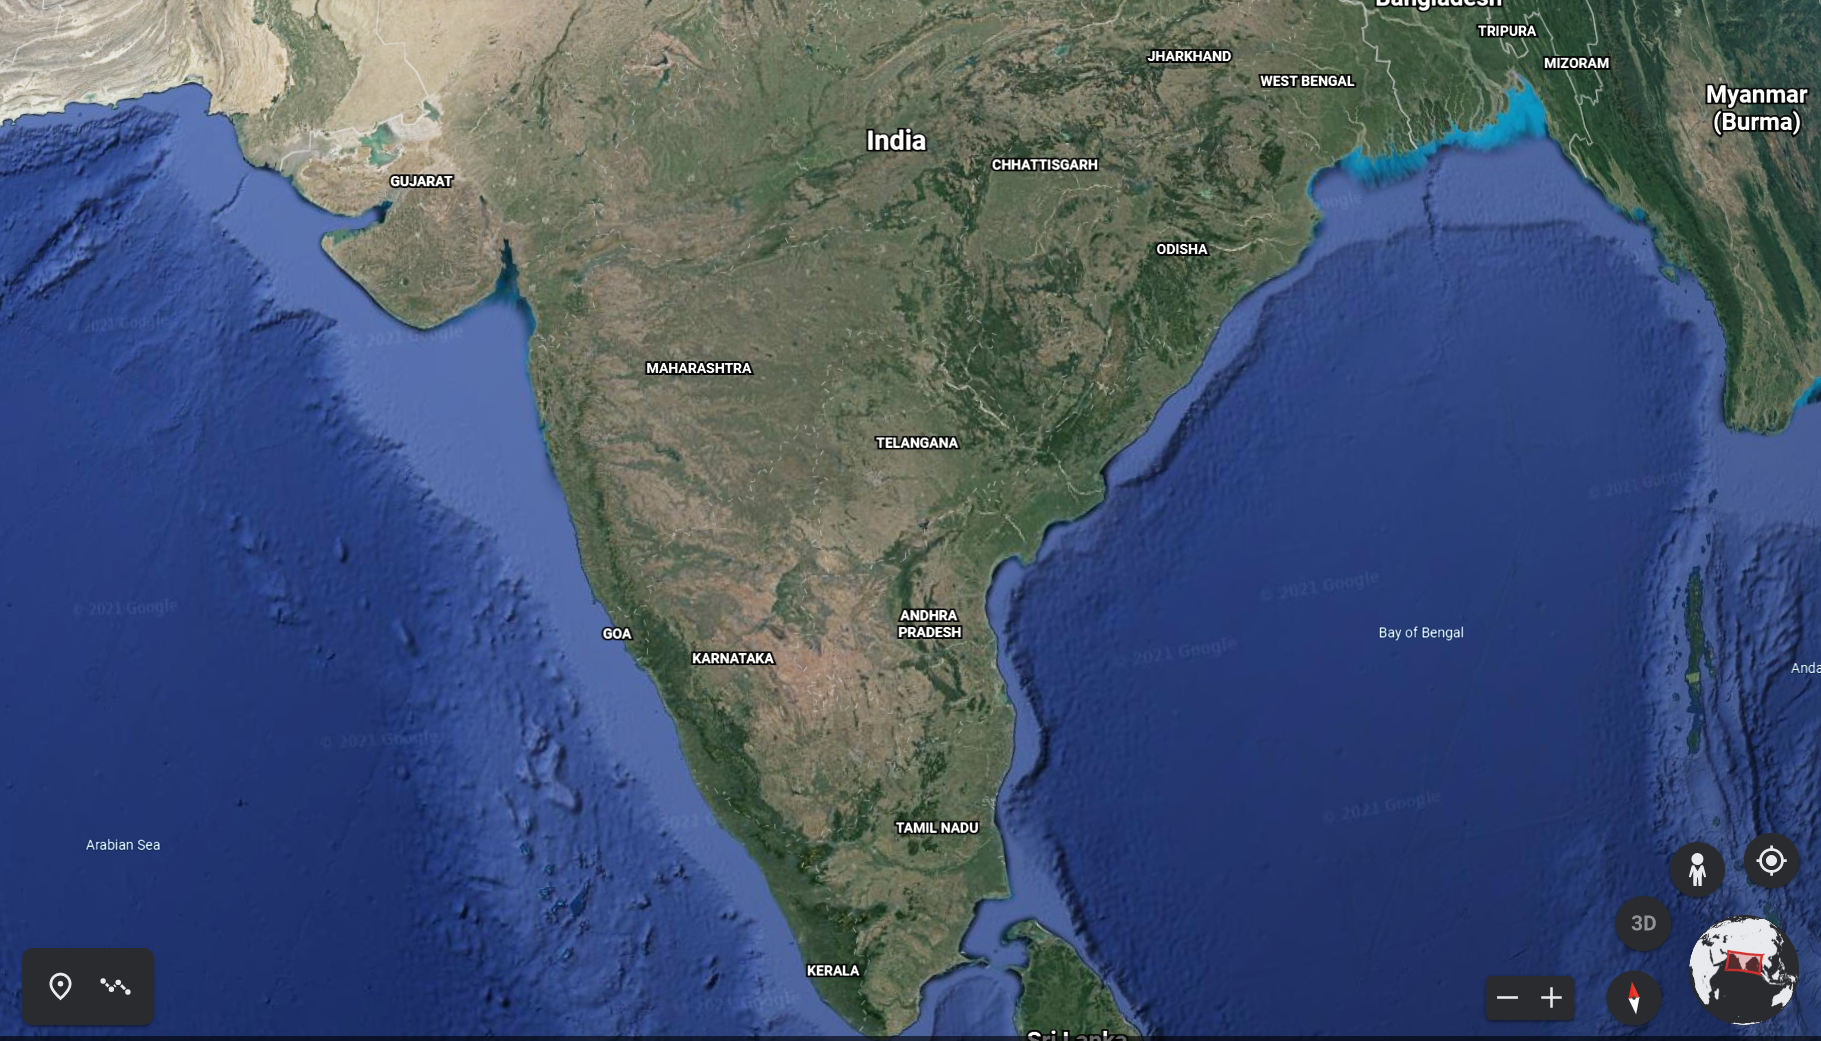 Bangladesh
TRIPURA
JHARKHAND
MIZORAM
WEST BENGAL
Myanmar
(Burma)
India
CHHATTISGARH
GUJARAT
ODISHA
2021 Google
© 2021 Google
MAHARASHTRA
TELANGANA
© 2021 Google
© 2021 Google
© 2021 Google
ANDHRA
PRADESH
GOA
Bay of Bengal
KARNATAKA
2021 Google
Anda
© 2021 Google
© 2021 Google
2021
TAMIL NADU
Arabian Sea
3D
KERALA
2021 Google
Sri Lanka